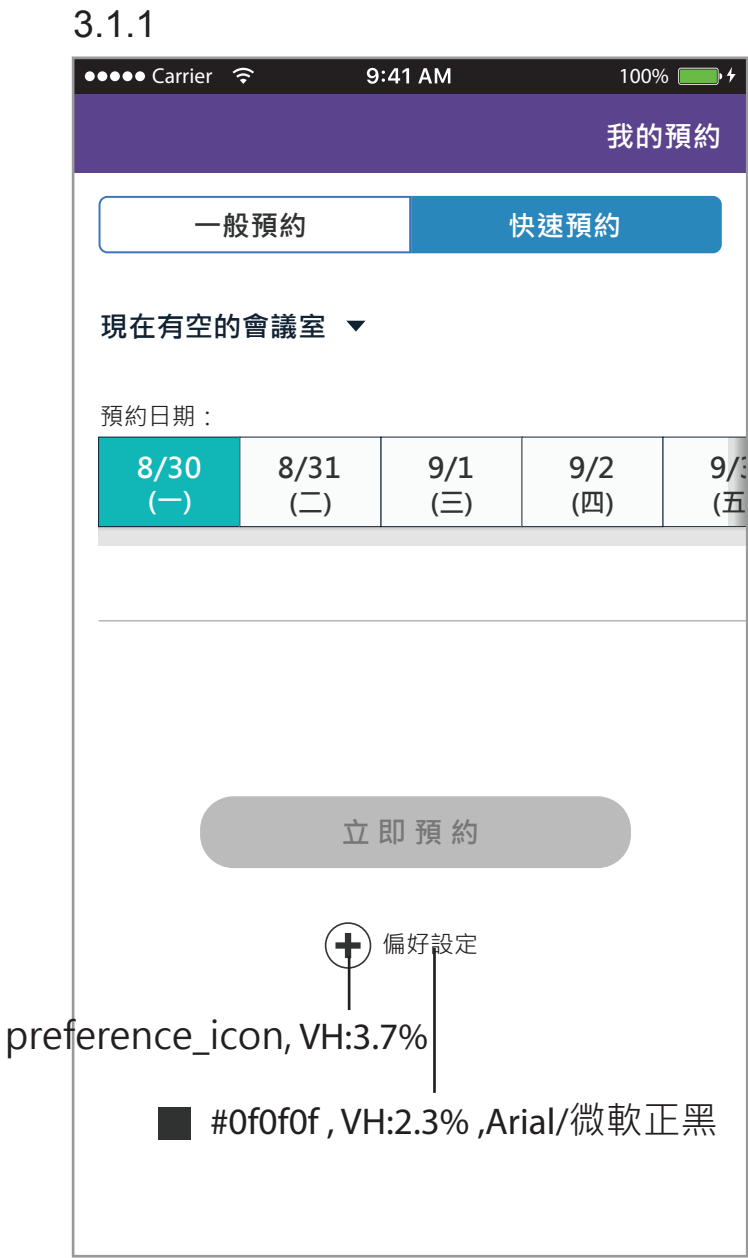 3.1.1
Carrier 9:41 AM 100%
我的預約
一般預約 快速預約
現在有空的會議室
預約日期：
8/30 8/31 9/1 9/2
(一) (二) (三) (四) (五
立即預約
偏好設定
preference_icon, VH:3.7%
#0f0f0f , VH:2.3% ,Arial/微軟正黑